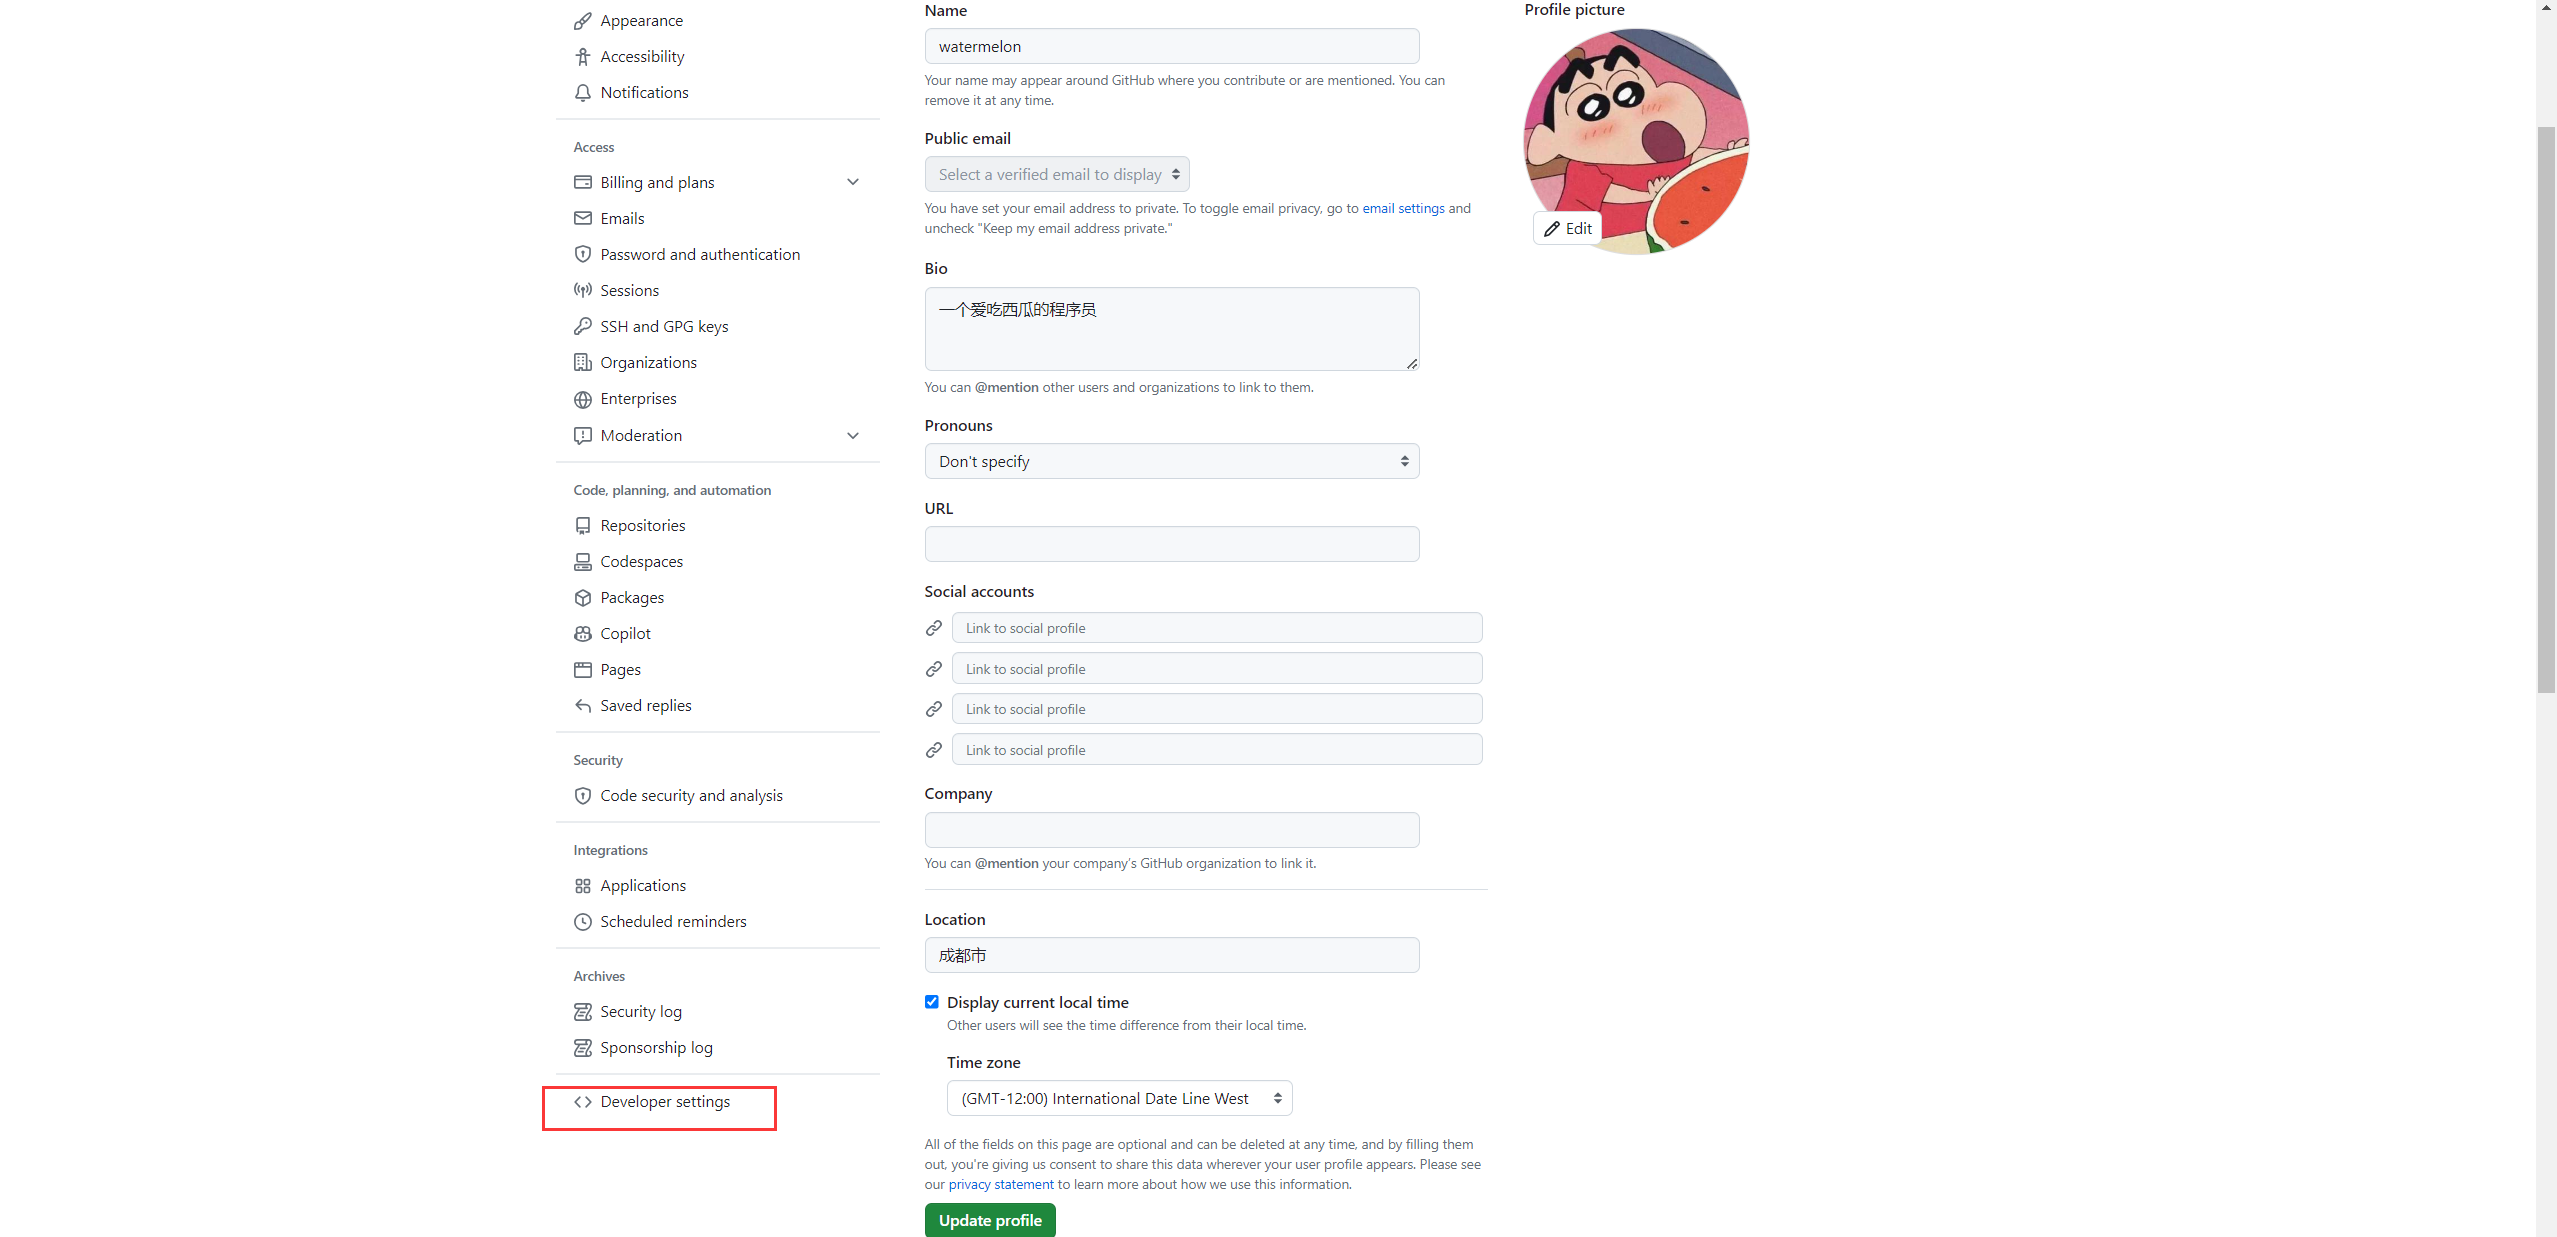 Appearance
Accessibility
Notifications
Access
Billing and plans
Emails
Password and authentication
Sessions
SSH and GPG keys
Organizations
Enterprises
Moderation
Code, planning, and automation
Repositories
Codespaces
Packages
Copilot
Pages
Saved replies
Security
Code security and analysis
Integrations
Applications
Scheduled reminders
Archives
Security log
Sponsorship log
Developer settings
Name
watermelon
Your name may appear around GitHub where you contribute or are mentioned. You can
remove it at any time.
Public email
Select a verified email to display
You have set your email address to private. To toggle email privacy, go to email settings and
uncheck "Keep my email address private."
Bio
一个爱吃西瓜的程序员
You can @mention other users and organizations to link to them.
Pronouns
Don't specify
URL
Social accounts
Link to social profile
Link to social profile
Link to social profile
Link to social profile
Company
You can @mention your company's GitHub organization to link it.
Location
成都市
Display current local time
Other users will see the time difference from their local time.
Time zone
(GMT-12:00) International Date Line West
All of the fields on this page are optional and can be deleted at any time, and by filling them
out, you're giving us consent to share this data wherever your user profile appears. Please see
our privacy statement to learn more about how we use this information.
Update profile
Profile picture
Edit